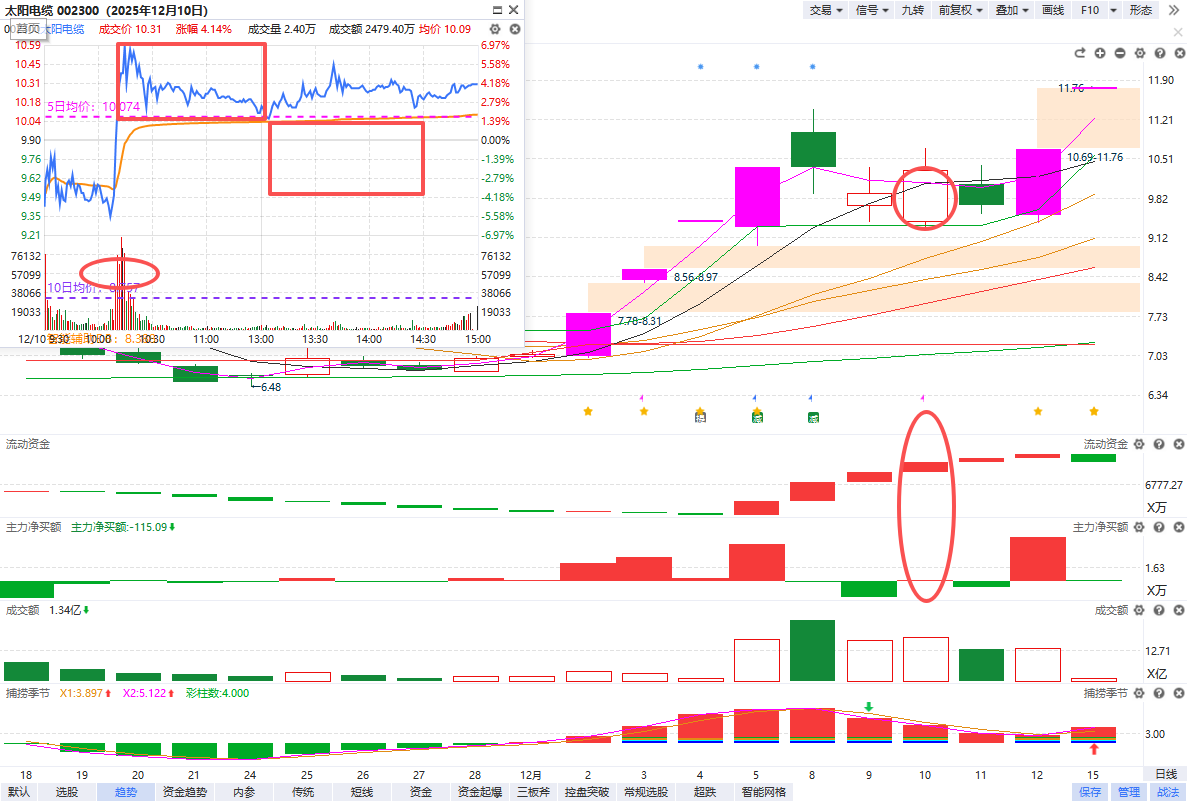 太阳电缆 002300（2025年12月10日）
交易 信号 九转 前复权 叠加 画线 F10 形态
首页
太阳电缆 成交价 10.31 涨幅 4.14% 成交量 2.40万 成交额 2479.40万 均价 10.09
10.59 6.97%
10.45 5.58%
10.31 4.18%
10.18 2.79%
5日均价：10.074
10.04 1.39%
9.90 0.00%
9.76 -1.39%
9.62 -2.79%
9.49 -4.18%
9.35 -5.58%
9.21 -6.97%
76132 76132
57099 57099
10日均价：
38066 38066
19033 19033
12/10 9:30 10:00 10:30 11:00 13:00 13:30 14:00 14:30 15:00
11.90
11.76
11.21
10.69-11.76
10.51
9.82
9.12
8.56-8.97
8.42
7.78-8.31
7.73
7.03
←6.48
6.34
流动资金 流动资金
6777.27
X万
主力净买额 主力净买额:-115.09 主力净买额
1.63
X万
成交额 1.34亿 成交额
12.71
X亿
捕捞季节 X1:3.897 X2:5.122 彩柱数:4.000 捕捞季节
3.00
18 19 20 21 24 25 26 27 28 12月 2 3 4 5 8 9 10 11 12 15 日线
默认 选股 趋势 资金趋势 内参 传统 短线 资金 资金起爆 三板斧 控盘突破 常规选股 超跌 智能网格 保存 管理 战法